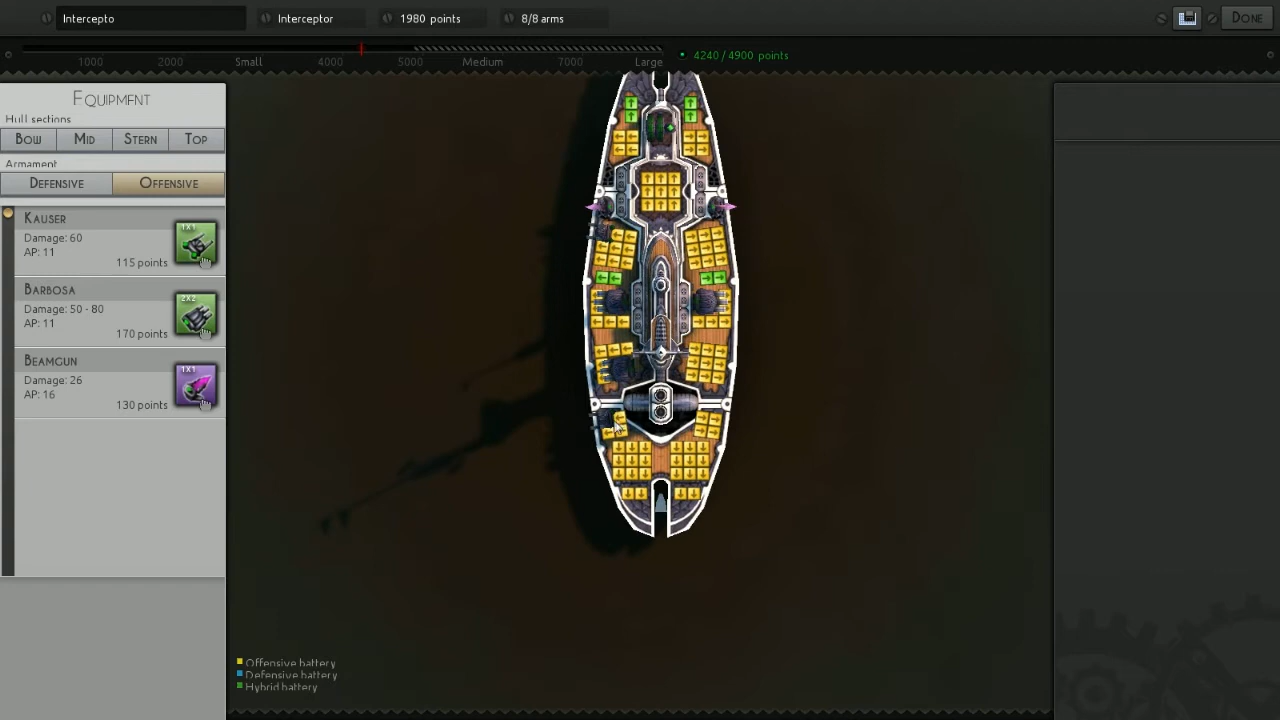 Intercepto
Interceptor
1980 points
8/8 arms
DONE
1000 2000 Small 4000 5000 Medium 7000 Large
4240 / 4900 points
EQUIPMENT
Hull sections
BOW MID STERN TOP
Armament
DEFENSIVE OFFENSIVE
KAUSER
Damage: 60
AP: 11
115 points
1X1
BARBOSA
Damage: 50 - 80
AP: 11
170 points
2X2
BEAMGUN
Damage: 26
AP: 16
130 points
1X1
Offensive battery
Defensive battery
Hybrid battery